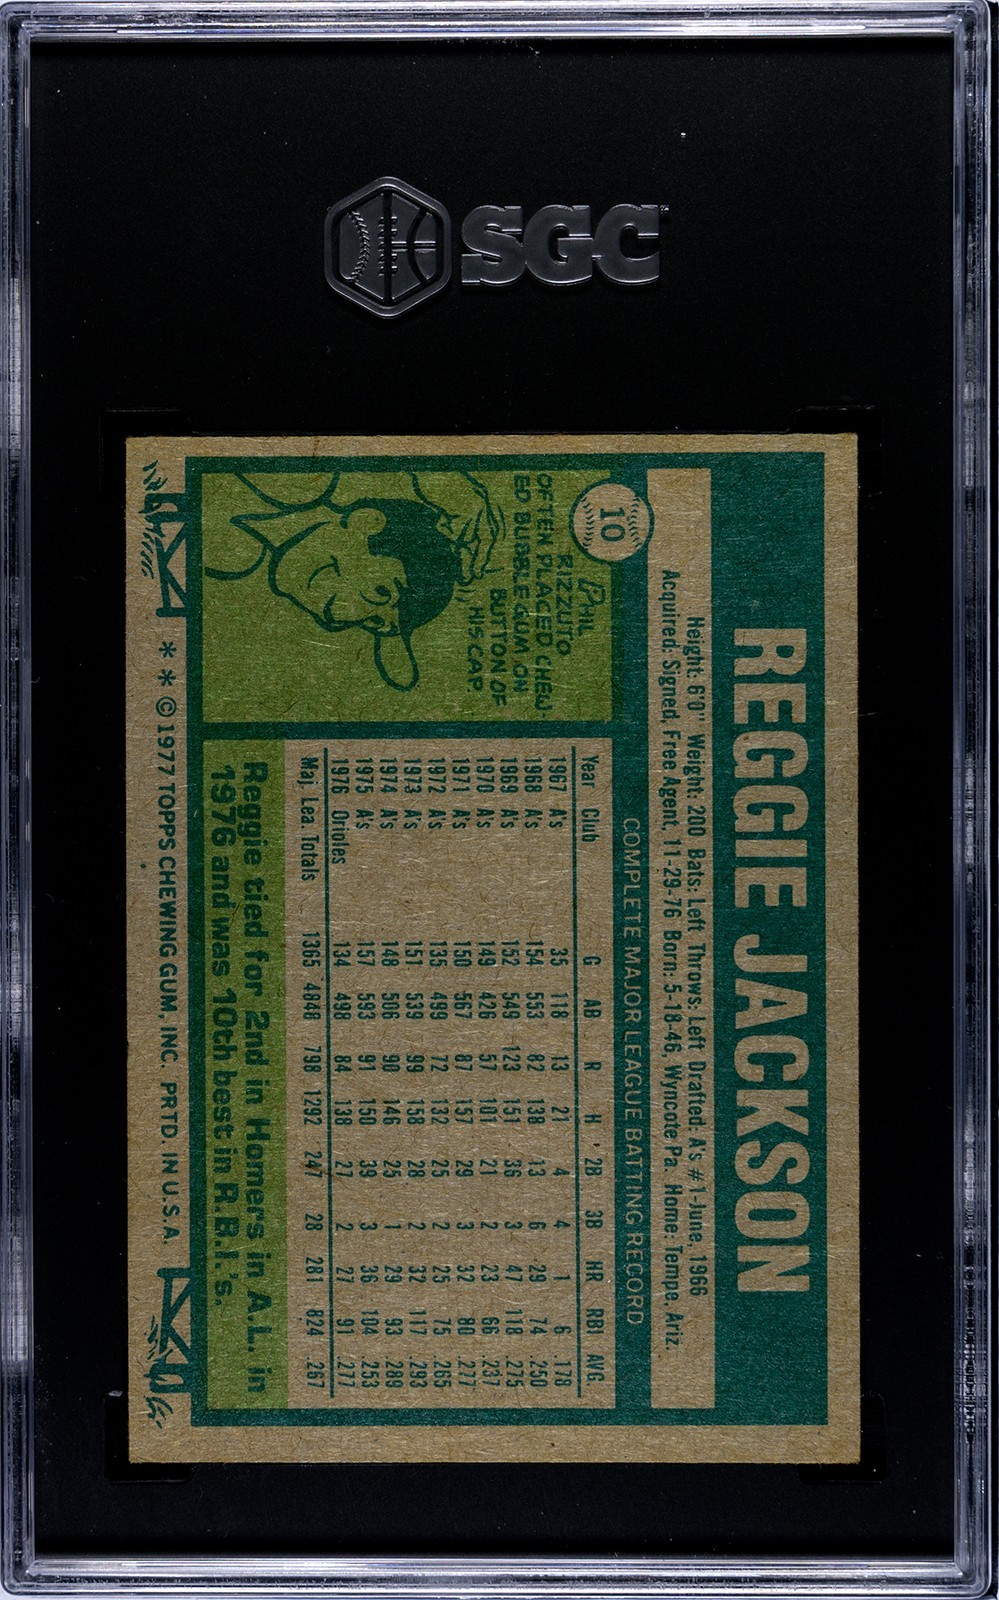 SGC
10
REGGIE JACKSON
Height: 6'0" Weight: 200 Bats: Left Throws: Left Drafted: A's #1-June, 1966
Acquired: Signed, Free Agent, 11-29-76 Born: 5-18-46, Wyncote Pa. Home: Tempe, Ariz.
COMPLETE MAJOR LEAGUE BATTING RECORD
PHIL
RIZZUTO
OFTEN PLACED CHEW-
ED BUBBLE GUM ON
BUTTON OF
HIS CAP.
Year Club G AB R H 2B 3B HR RBI AVG.
1967 A's 35 118 13 21 4 4 1 6 .178
1968 A's 154 553 82 138 13 6 29 74 .250
1969 A's 152 549 123 151 36 3 47 118 .275
1970 A's 149 426 57 101 21 2 23 66 .237
1971 A's 150 567 87 157 29 3 32 80 .277
1972 A's 135 499 72 132 25 2 25 75 .265
1973 A's 151 539 99 158 28 2 32 117 .293
1974 A's 148 506 90 146 25 1 29 93 .289
1975 A's 157 593 91 150 39 3 36 104 .253
1976 Orioles 134 498 84 138 27 2 27 91 .277
Maj. Lea. Totals 1365 4848 798 1292 247 28 281 824 .267
Reggie tied for 2nd in Homers in A.L. in
1976 and was 10th best in R.B.I.'s.
* * © 1977 TOPPS CHEWING GUM, INC. PRTD. IN U.S.A.